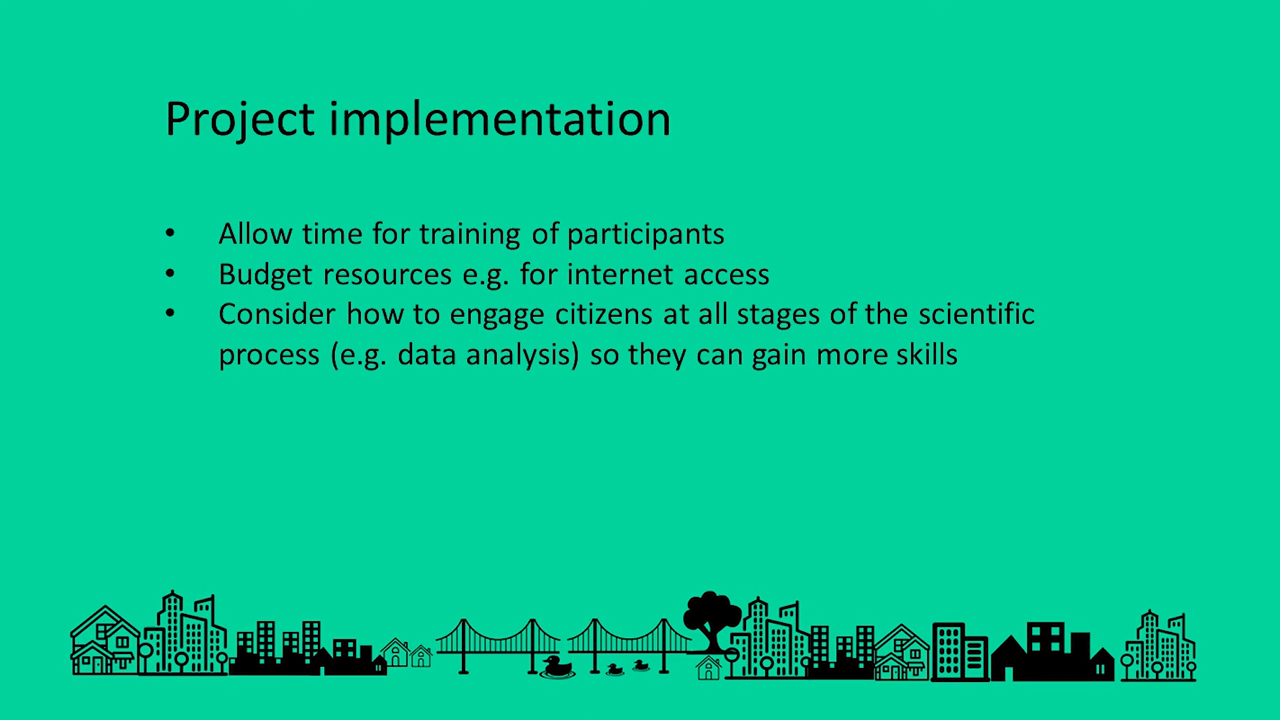 Project implementation
• Allow time for training of participants
• Budget resources e.g. for internet access
• Consider how to engage citizens at all stages of the scientific
process (e.g. data analysis) so they can gain more skills